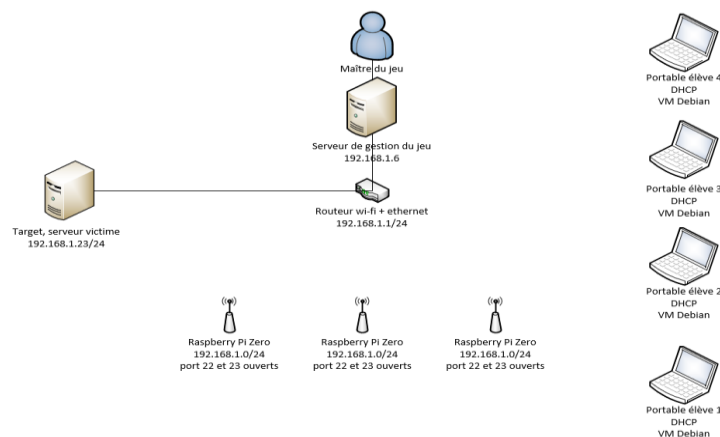 Maître du jeu
Serveur de gestion du jeu
192.168.1.6
Routeur wi-fi + ethernet
192.168.1.1/24
Target, serveur victime
192.168.1.23/24
Raspberry Pi Zero
192.168.1.0/24
port 22 et 23 ouverts
Raspberry Pi Zero
192.168.1.0/24
port 22 et 23 ouverts
Raspberry Pi Zero
192.168.1.0/24
port 22 et 23 ouverts
Portable élève 4
DHCP
VM Debian
Portable élève 3
DHCP
VM Debian
Portable élève 2
DHCP
VM Debian
Portable élève 1
DHCP
VM Debian